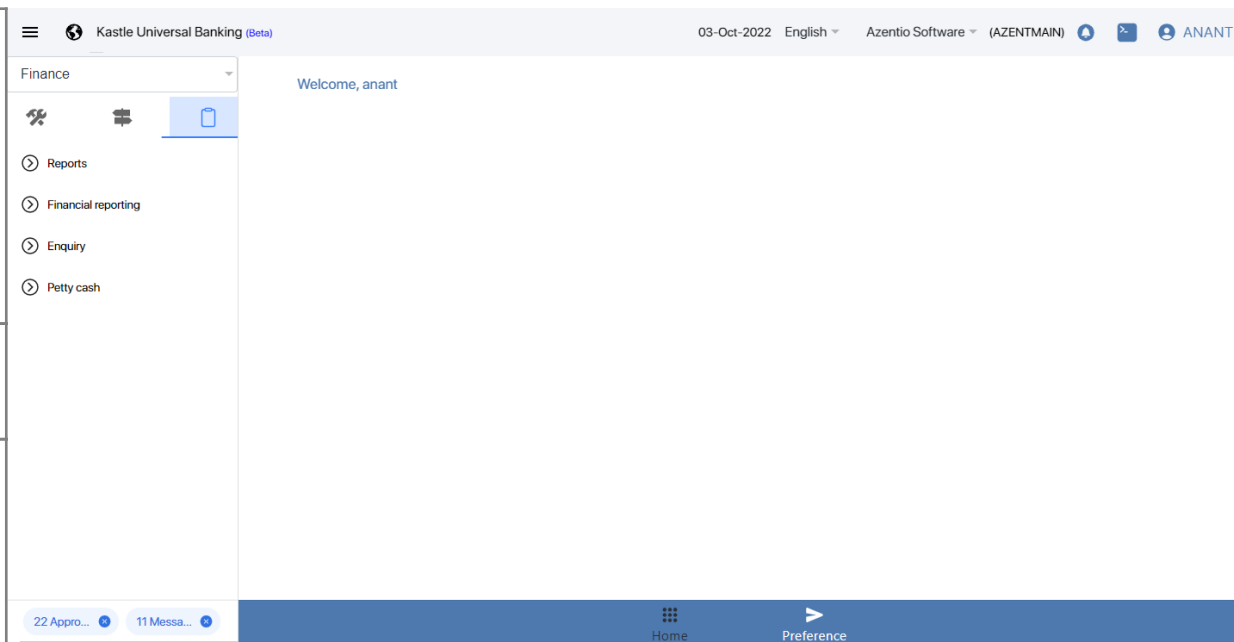 Kastle Universal Banking (Beta)
03-Oct-2022 English Azentio Software (AZENTMAIN) ANANT
Finance
Welcome, anant
Reports
Financial reporting
Enquiry
Petty cash
22 Appro... 11 Messa...
Home Preference